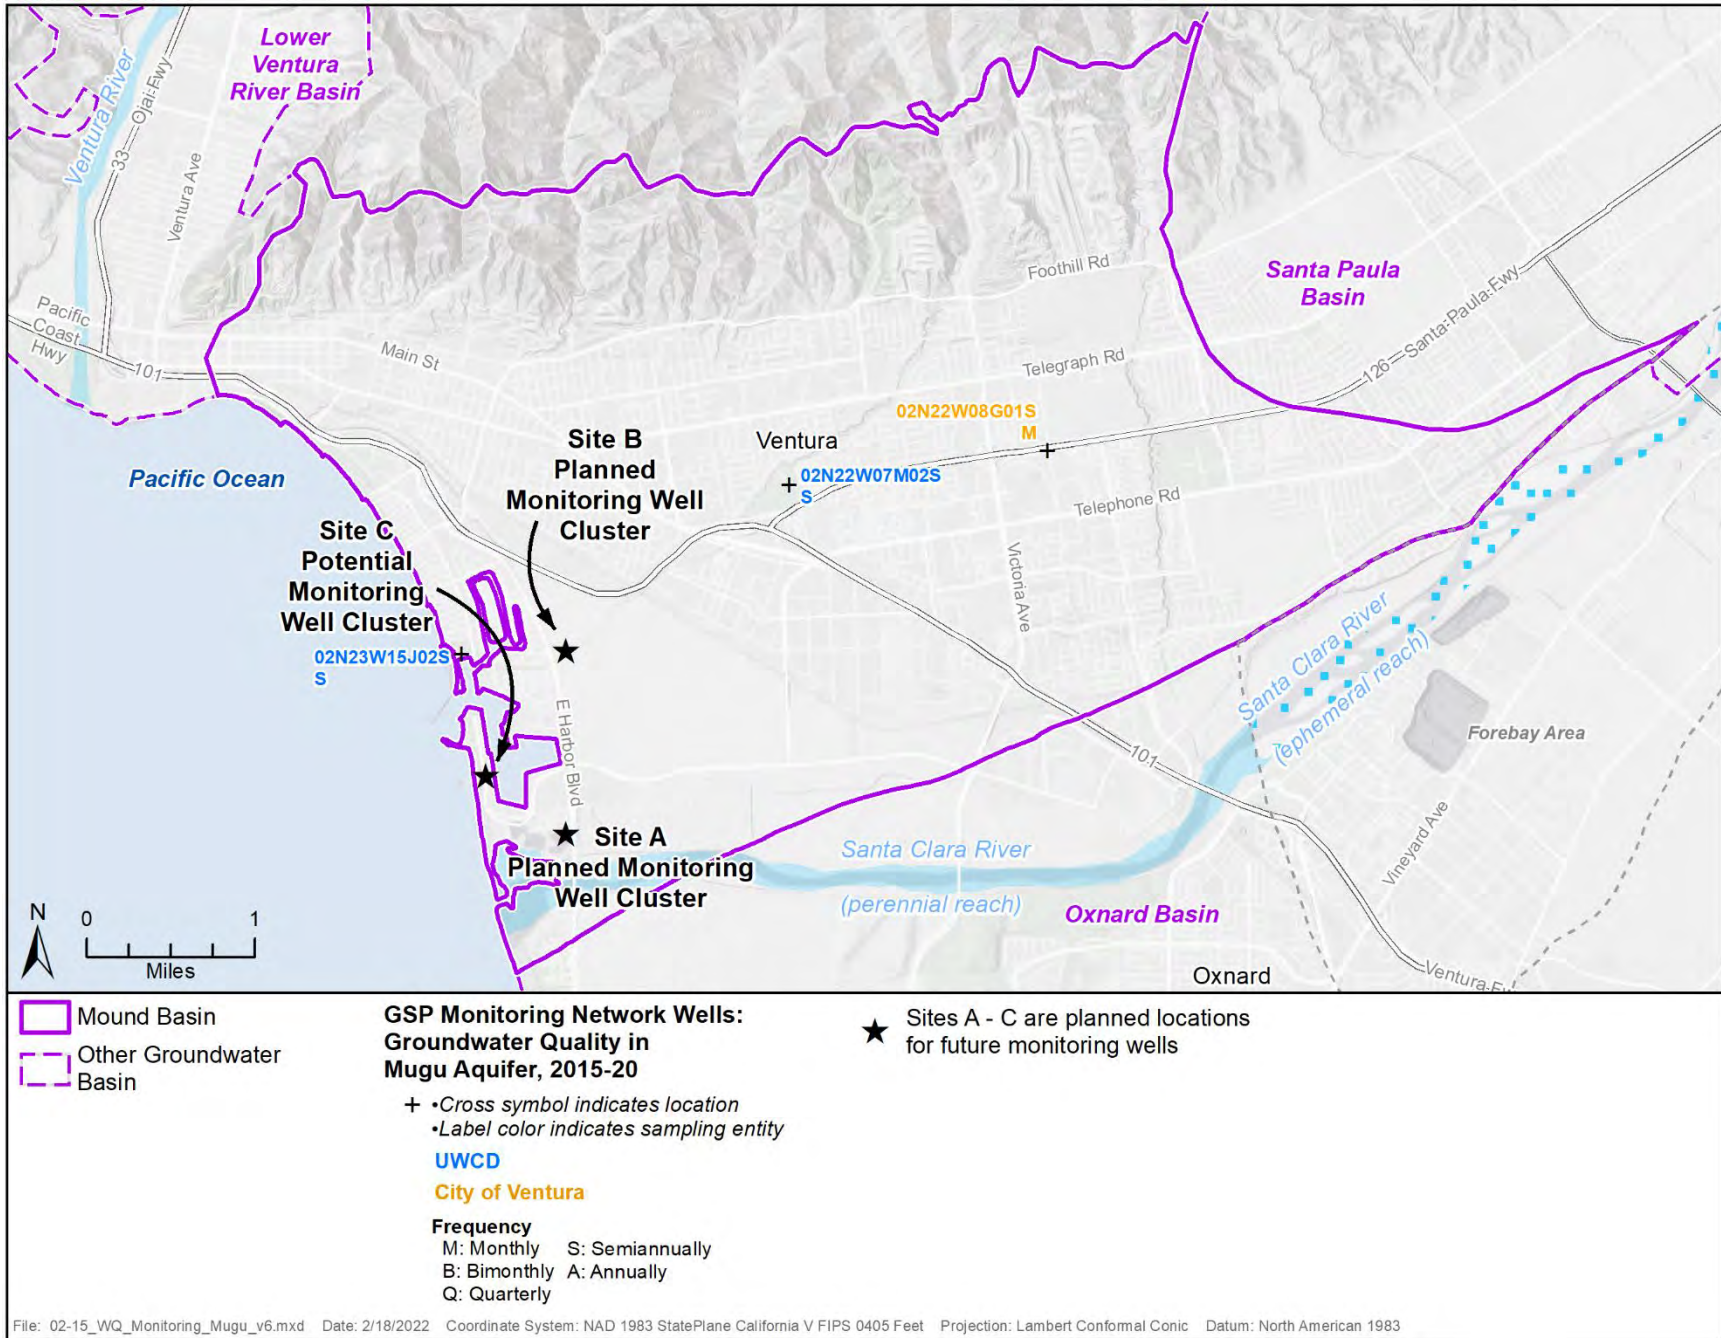 Lower
Ventura
River Basin
Ventura River
33
Ojai-Fwy
Ventura Ave
Foothill Rd
Santa Paula
Basin
Pacific
Coast
Hwy
101
Main St
Telegraph Rd
126
Santa-Paula-Fwy
02N22W08G01S
M
Ventura
Site B
Planned
Monitoring Well
Cluster
02N22W07M02S
S
Pacific Ocean
Telephone Rd
Site C
Potential
Monitoring
Well Cluster
Victoria Ave
02N23W15J02S
S
E Harbor Blvd
Santa Clara River
(ephemeral reach)
Forebay Area
101
Site A
Planned Monitoring
Well Cluster
Santa Clara River
(perennial reach)
Vineyard Ave
Oxnard Basin
Oxnard
N
0 1
Miles
Mound Basin
Other Groundwater
Basin
GSP Monitoring Network Wells:
Groundwater Quality in
Mugu Aquifer, 2015-20
•Cross symbol indicates location
•Label color indicates sampling entity
UWCD
City of Ventura
Frequency
M: Monthly S: Semiannually
B: Bimonthly A: Annually
Q: Quarterly
Sites A - C are planned locations
for future monitoring wells
File: 02-15_WQ_Monitoring_Mugu_v6.mxd Date: 2/18/2022 Coordinate System: NAD 1983 StatePlane California V FIPS 0405 Feet Projection: Lambert Conformal Conic Datum: North American 1983